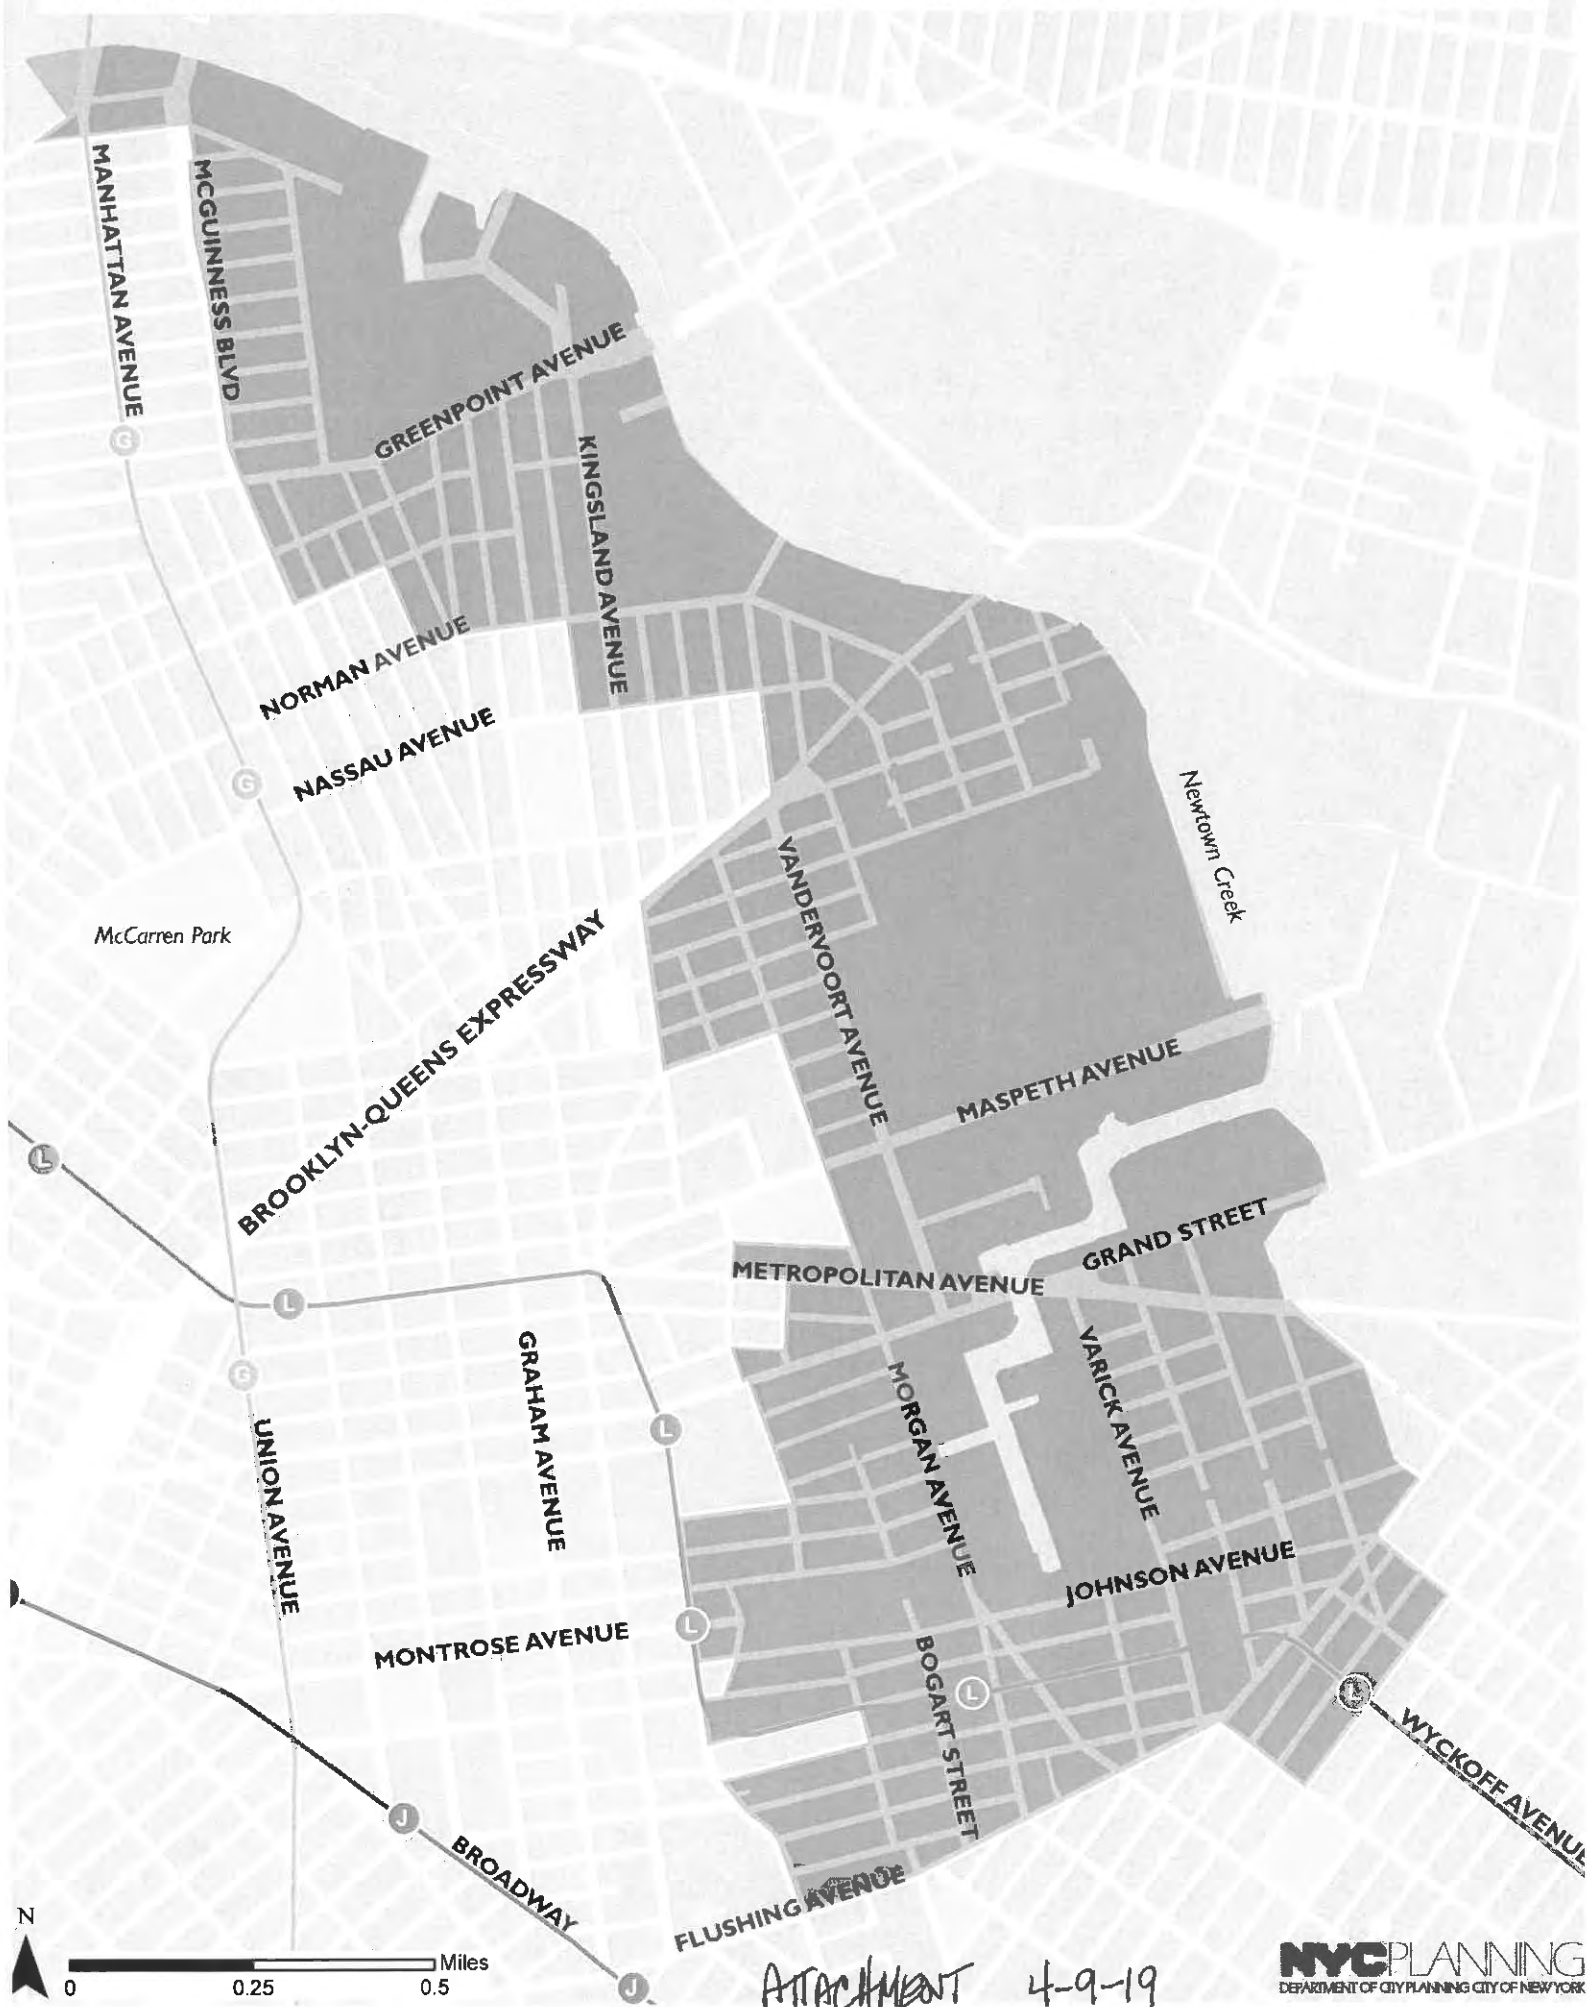 MANHATTAN AVENUE
MCGUINNESS BLVD
GREENPOINT AVENUE
G
KINGSLAND AVENUE
NORMAN AVENUE
NASSAU AVENUE
G
Newtown Creek
VANDERVOORT AVENUE
McCarren Park
BROOKLYN-QUEENS EXPRESSWAY
MASPETH AVENUE
L
GRAND STREET
METROPOLITAN AVENUE
L
G
GRAHAM AVENUE
L
MORGAN AVENUE
VARICK AVENUE
UNION AVENUE
JOHNSON AVENUE
MONTROSE AVENUE
L
BOGART STREET
L
L
WYCKOFF AVENUE
J
BROADWAY
FLUSHING AVENUE
J
N
Miles
0 0.25 0.5
ATTACHMENT 4-9-19
NYCPLANNING
DEPARTMENT OF CITY PLANNING CITY OF NEW YORK